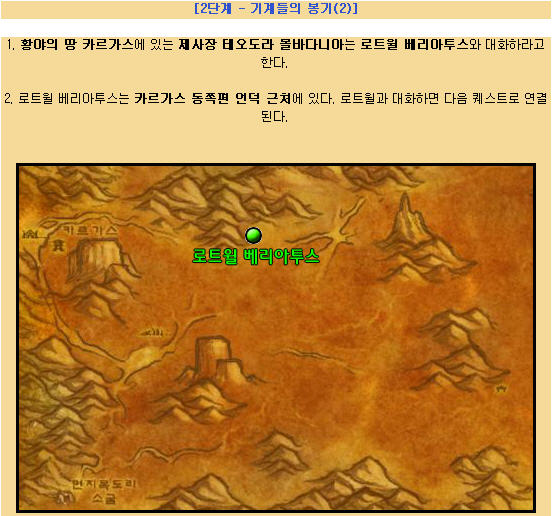 [2단계 - 기계들의 봉기(2)]
1. 황야의 땅 카르가스에 있는 제사장 테오도라 몰바다니아는 로트윌 베리아투스와 대화하라고
한다.
2. 로트윌 베리아투스는 카르가스 동쪽편 언덕 근처에 있다. 로트윌과 대화하면 다음 퀘스트로 연결
된다.
카르가스
로트윌 베리아투스
먼지목도리
소굴